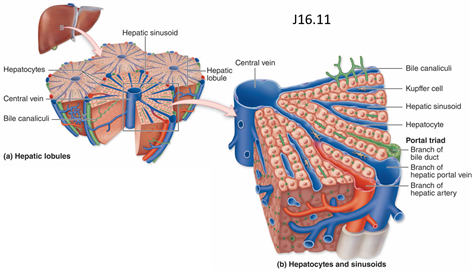 J16.11
Hepatic sinusoid
Hepatocytes
Hepatic
lobule
Central vein
Bile canaliculi
(a) Hepatic lobules
Central vein
Bile canaliculi
Kupffer cell
Hepatic sinusoid
Hepatocyte
Portal triad
Branch of
bile duct
Branch of
hepatic portal vein
Branch of
hepatic artery
(b) Hepatocytes and sinusoids